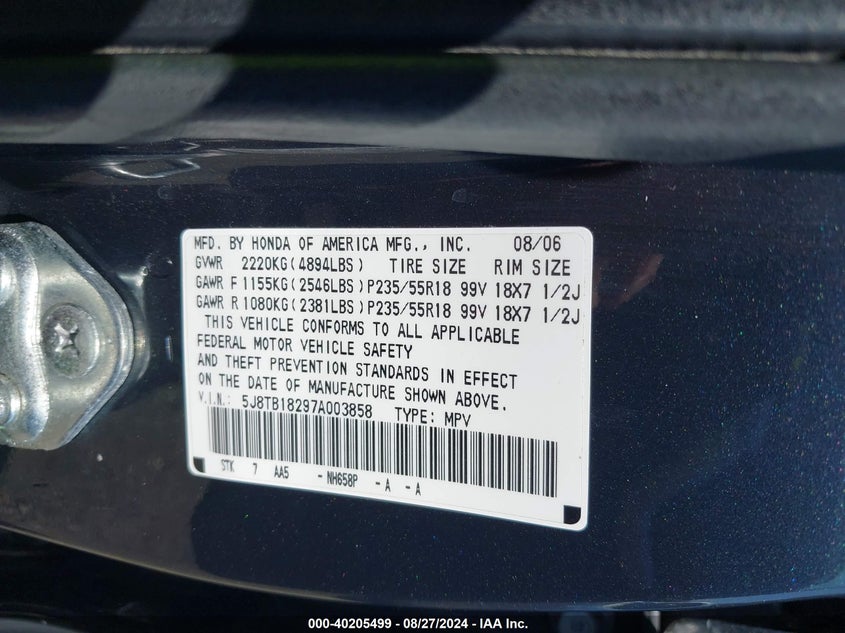 MFD. BY HONDA OF AMERICA MFG., INC. 08/06
GVWR 2220KG(4894LBS) TIRE SIZE RIM SIZE
GAWR F 1155KG(2546LBS)P235/55R18 99V 18X7 1/2J
GAWR R 1080KG(2381LBS)P235/55R18 99V 18X7 1/2J
THIS VEHICLE CONFORMS TO ALL APPLICABLE
FEDERAL MOTOR VEHICLE SAFETY
AND THEFT PREVENTION STANDARDS IN EFFECT
ON THE DATE OF MANUFACTURE SHOWN ABOVE.
V.I.N.: 5J8TB18297A003858 TYPE: MPV
STK 7 AA5 - NH658P - A - A
000-40205499 - 08/27/2024 - IAA Inc.